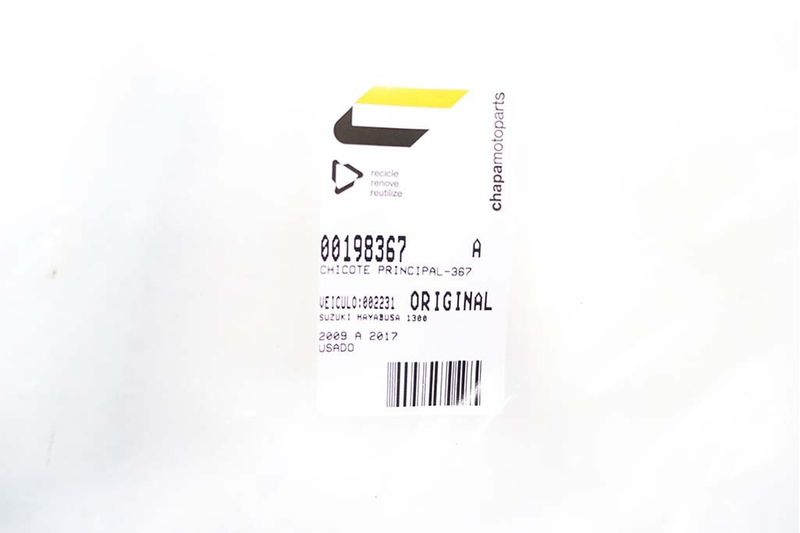 chapamotoparts
recicle
renove
reutilize
00198367 A
CHICOTE PRINCIPAL-367
VEICULO:002231 ORIGINAL
SUZUKI HAYABUSA 1300
2009 A 2017
USADO